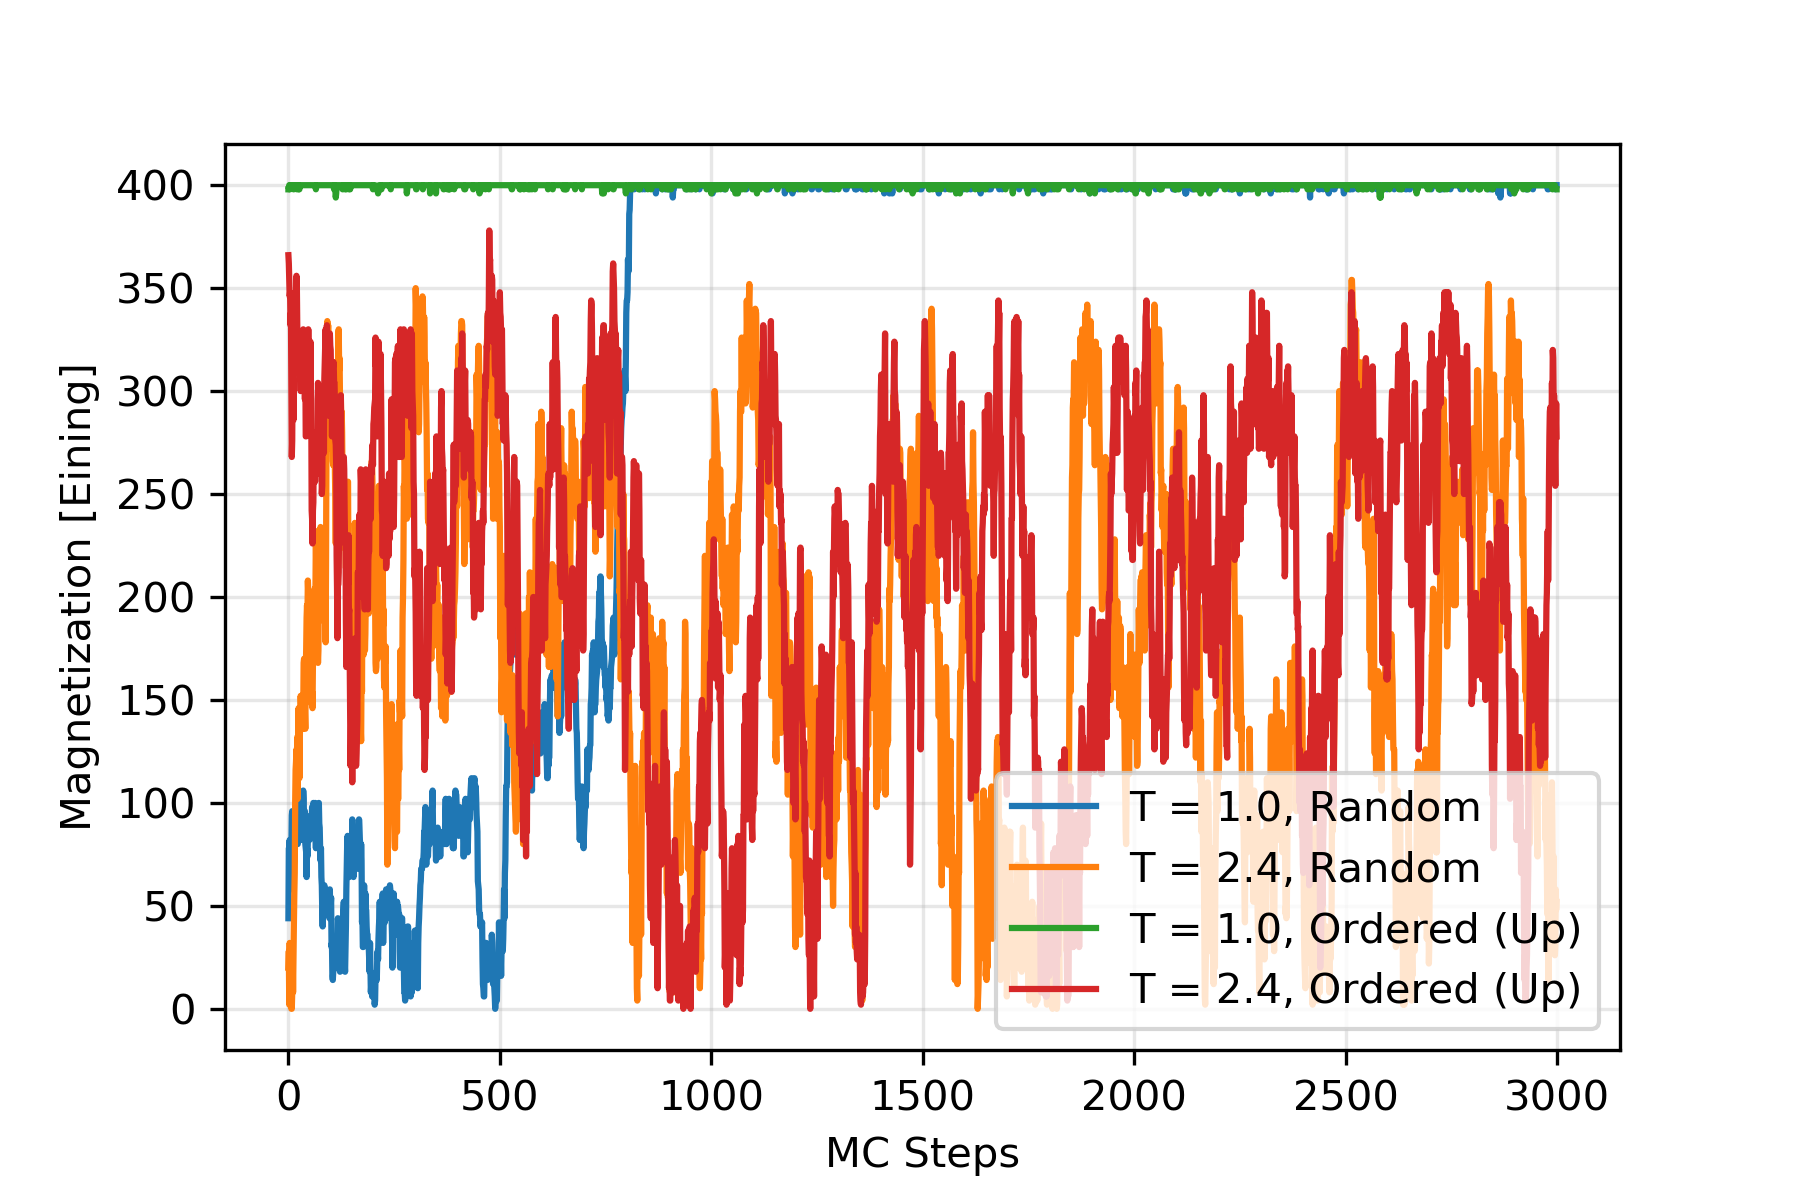 Magnetization [Eining]
400
350
300
250
200
150
100
50
0
T = 1.0, Random
T = 2.4, Random
T = 1.0, Ordered (Up)
T = 2.4, Ordered (Up)
0 500 1000 1500 2000 2500 3000
MC Steps